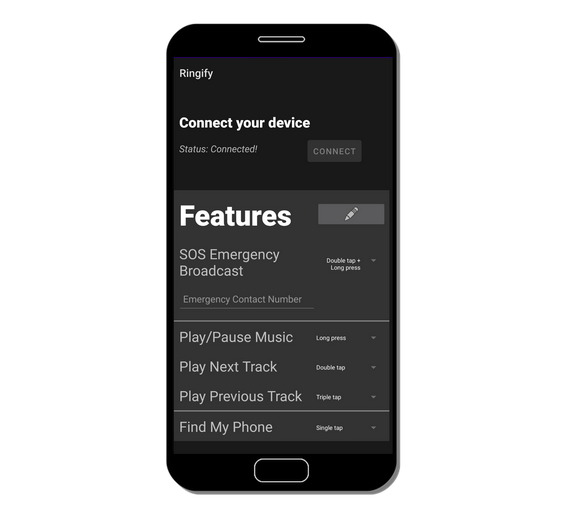 Ringify
Connect your device
Status: Connected!
CONNECT
Features
SOS Emergency
Broadcast
Double tap +
Long press
Emergency Contact Number
Play/Pause Music
Long press
Play Next Track
Double tap
Play Previous Track
Triple tap
Find My Phone
Single tap